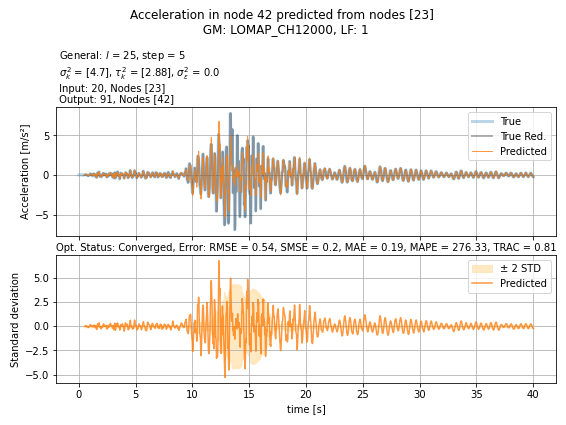 Acceleration in node 42 predicted from nodes [23]
GM: LOMAP_CH12000, LF: 1
General: l = 25, step = 5
σ²ₖ = [4.7], τ²ₖ = [2.88], σ²_ε = 0.0
Input: 20, Nodes [23]
Output: 91, Nodes [42]
Acceleration [m/s²]
5
0
−5
True
True Red.
Predicted
Opt. Status: Converged, Error: RMSE = 0.54, SMSE = 0.2, MAE = 0.19, MAPE = 276.33, TRAC = 0.81
Standard deviation
5.0
2.5
0.0
−2.5
−5.0
± 2 STD
Predicted
0 5 10 15 20 25 30 35 40
time [s]